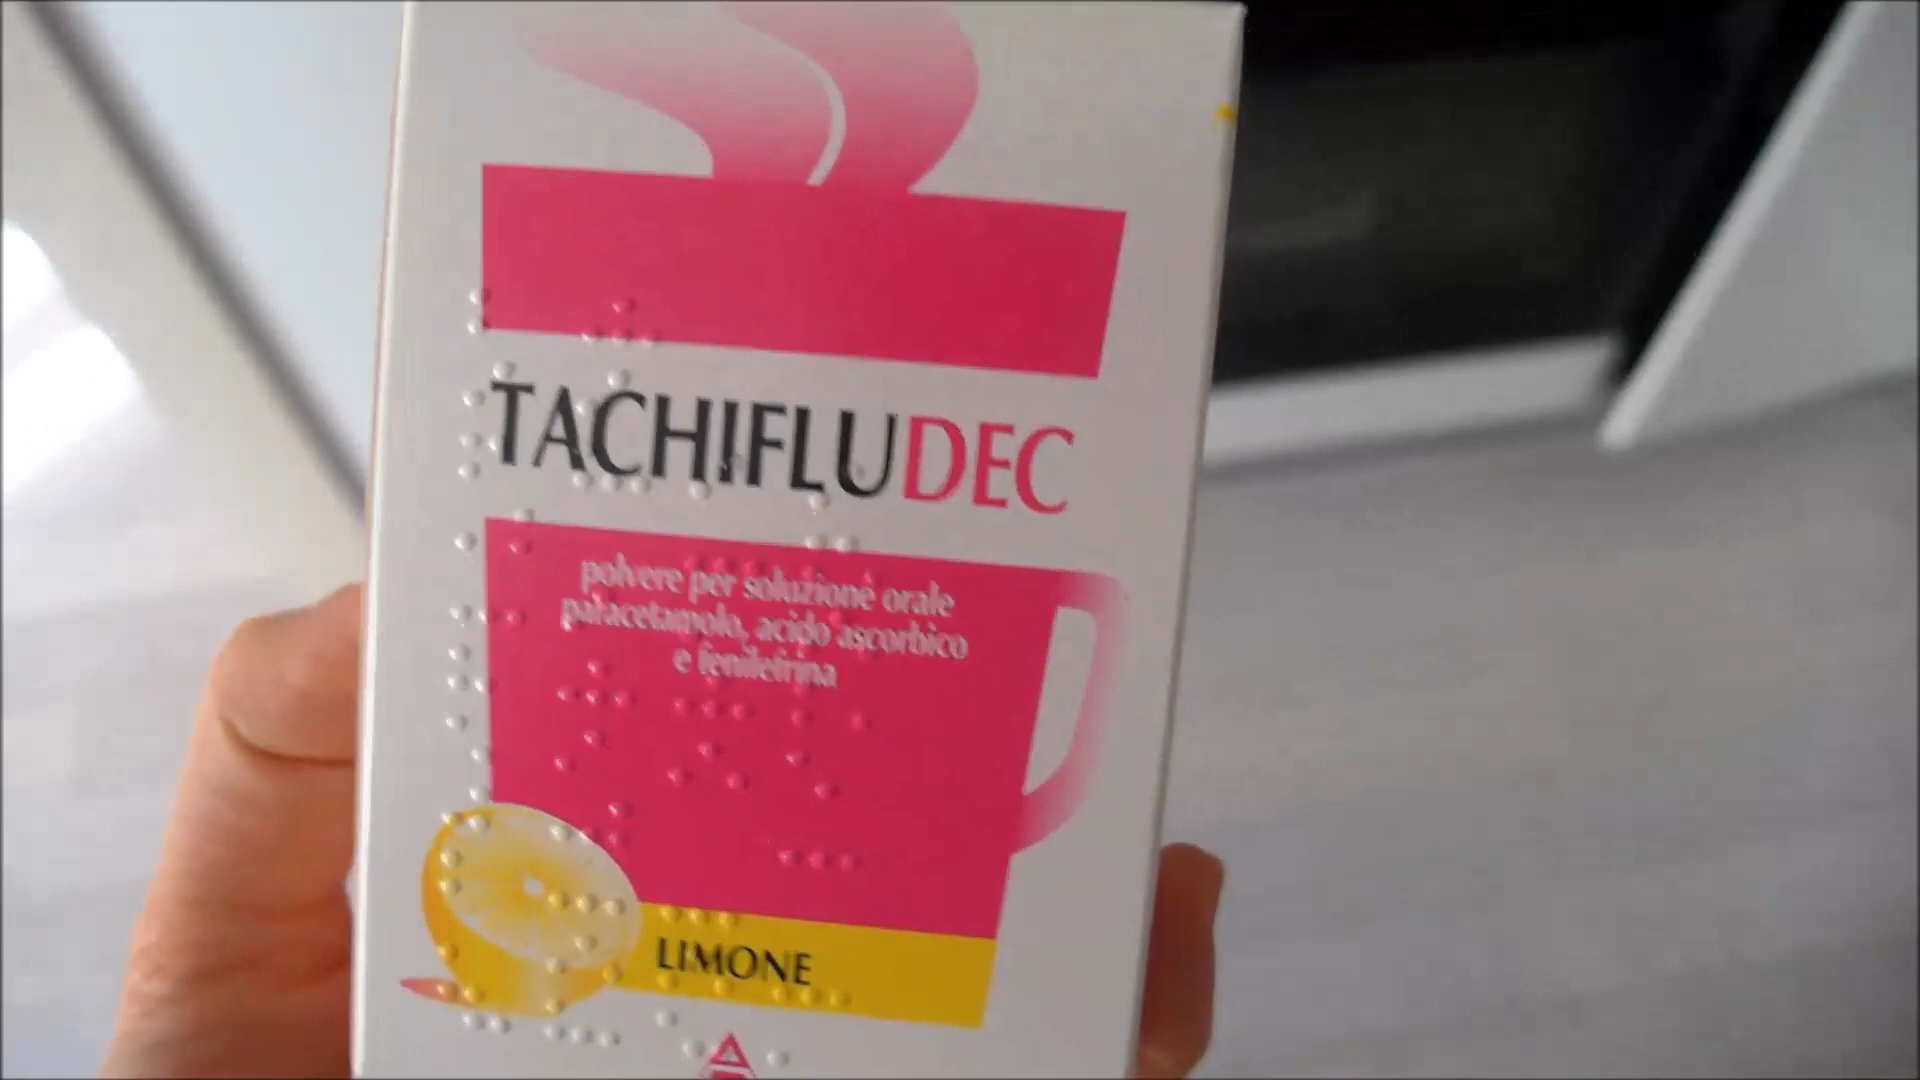 TACHIFLUDEC
polvere per soluzione orale
paracetamolo, acido ascorbico
e fenilefrina
LIMONE